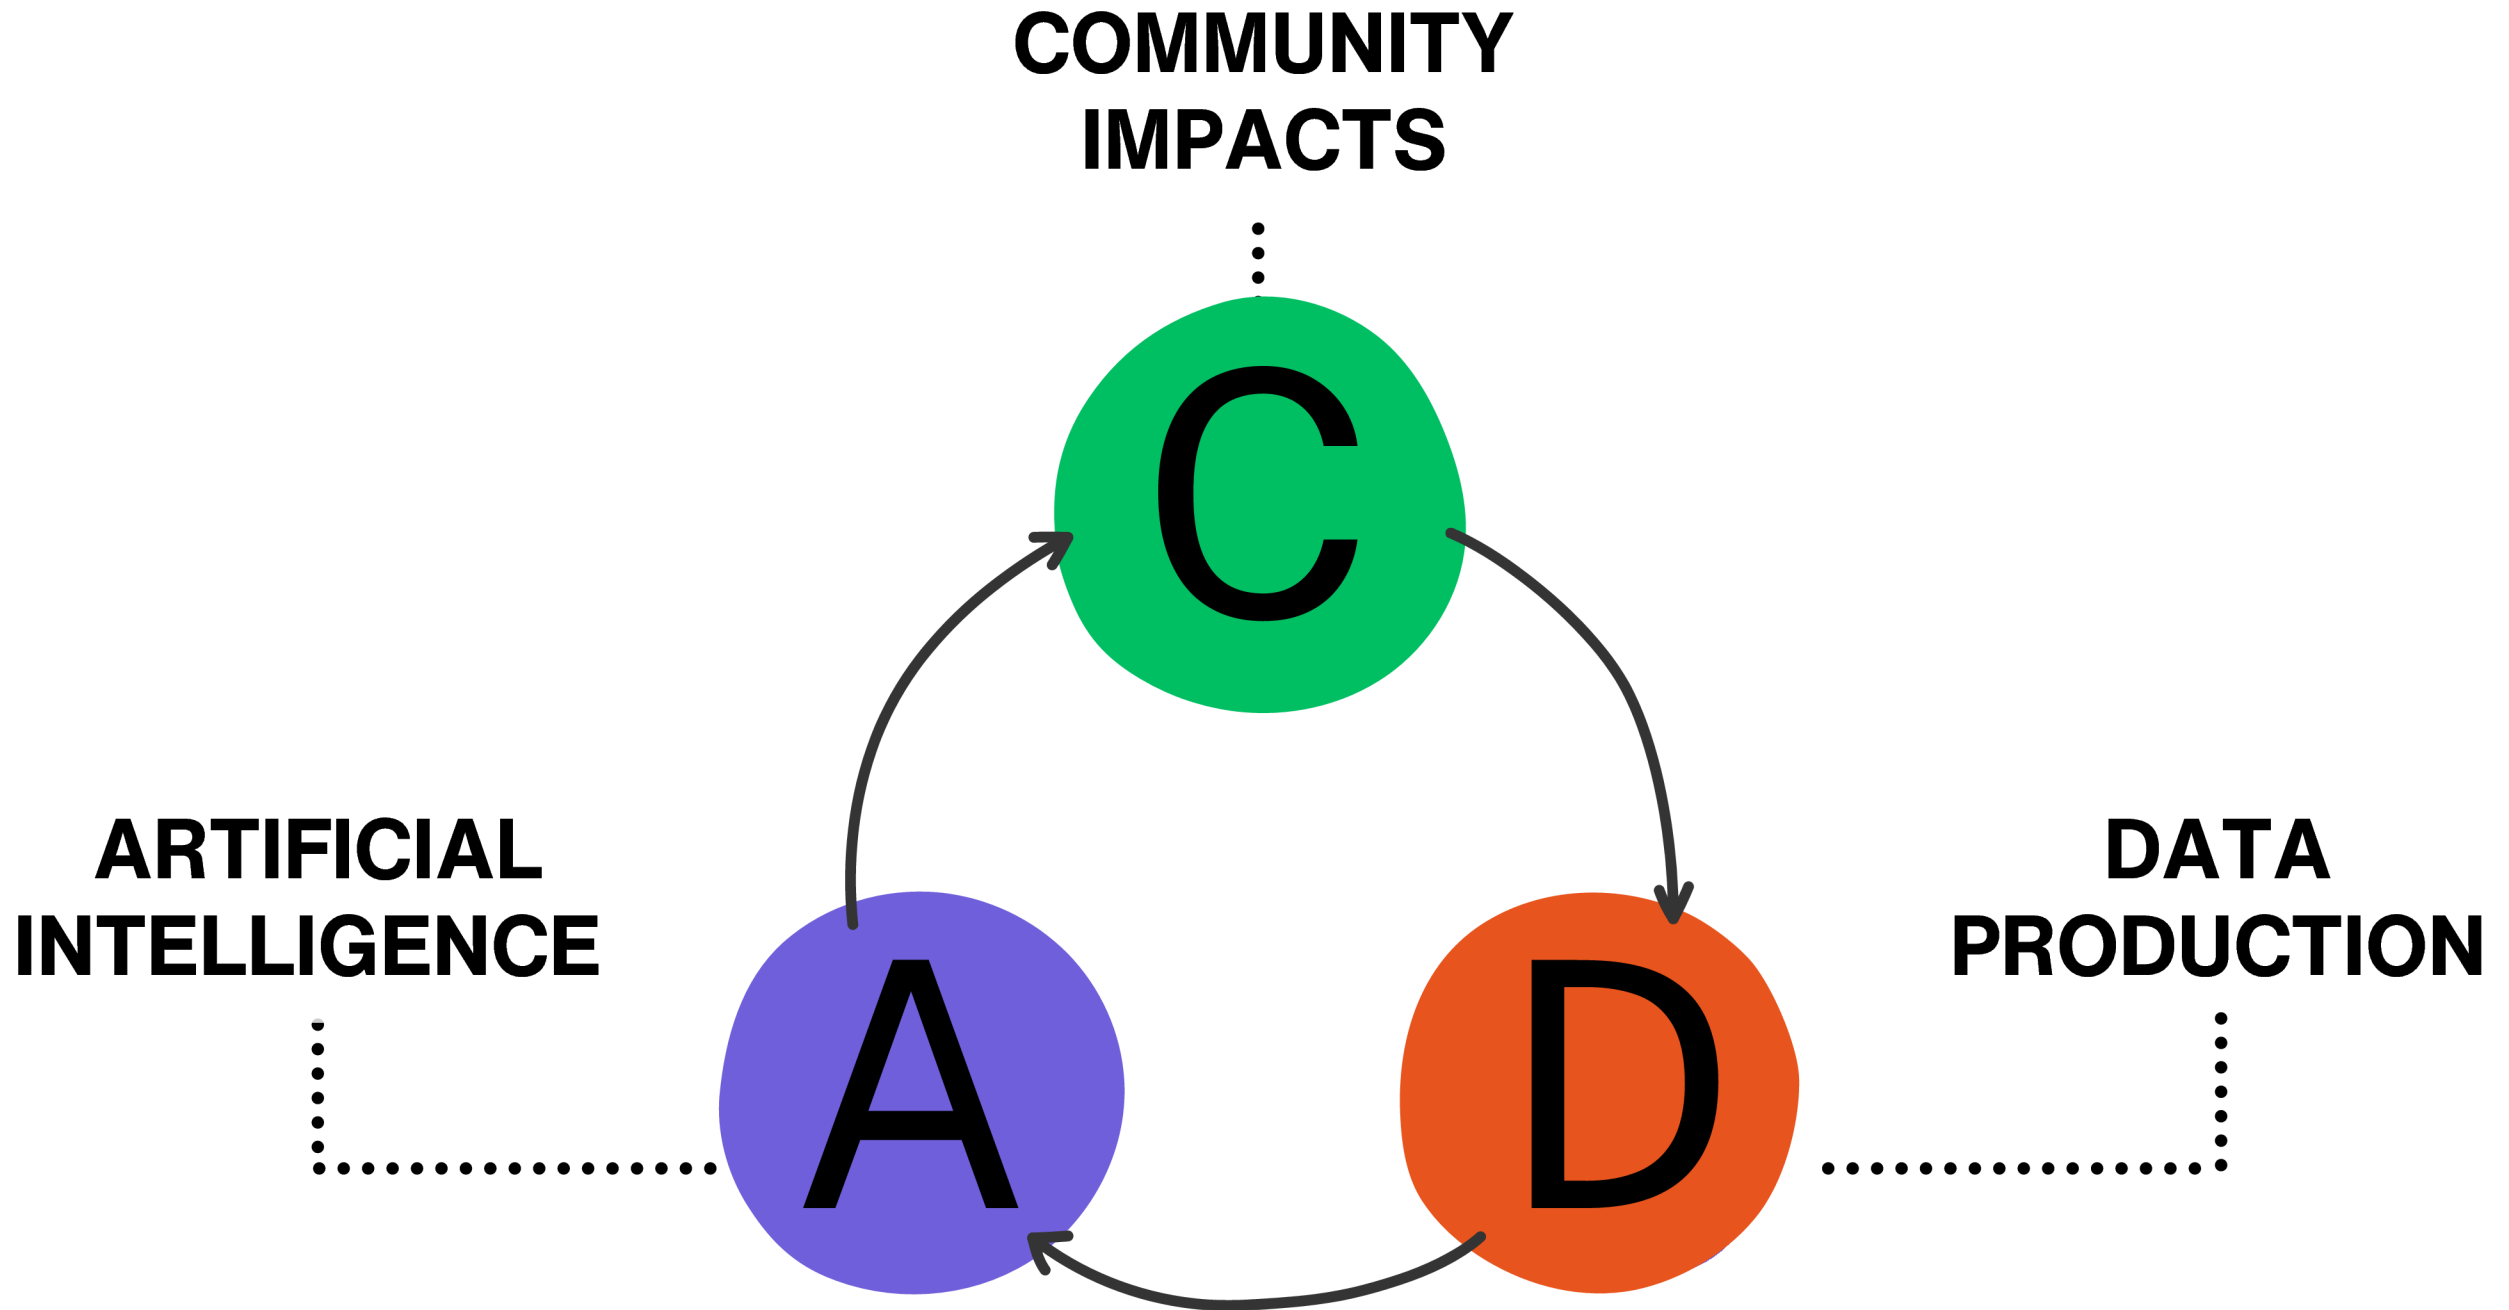 COMMUNITY
IMPACTS
C
ARTIFICIAL
INTELLIGENCE
DATA
PRODUCTION
A
D